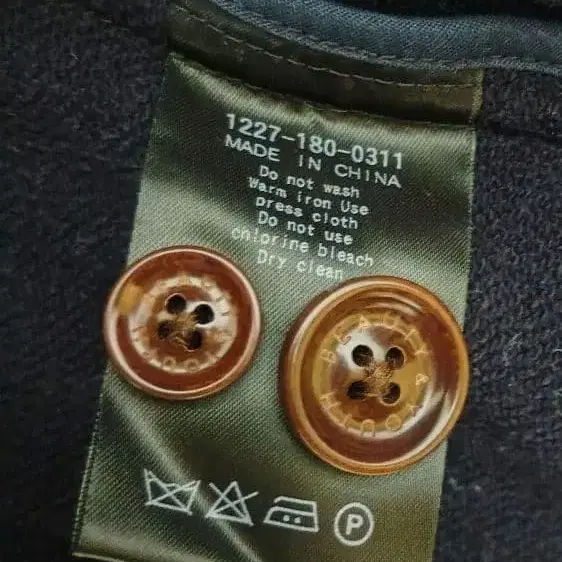 1227-180-0311
MADE IN CHINA
Do not wash
Warm iron Use
press cloth
Do not use
chlorine bleach
Dry clean
BEAUTY & YOUTH
P